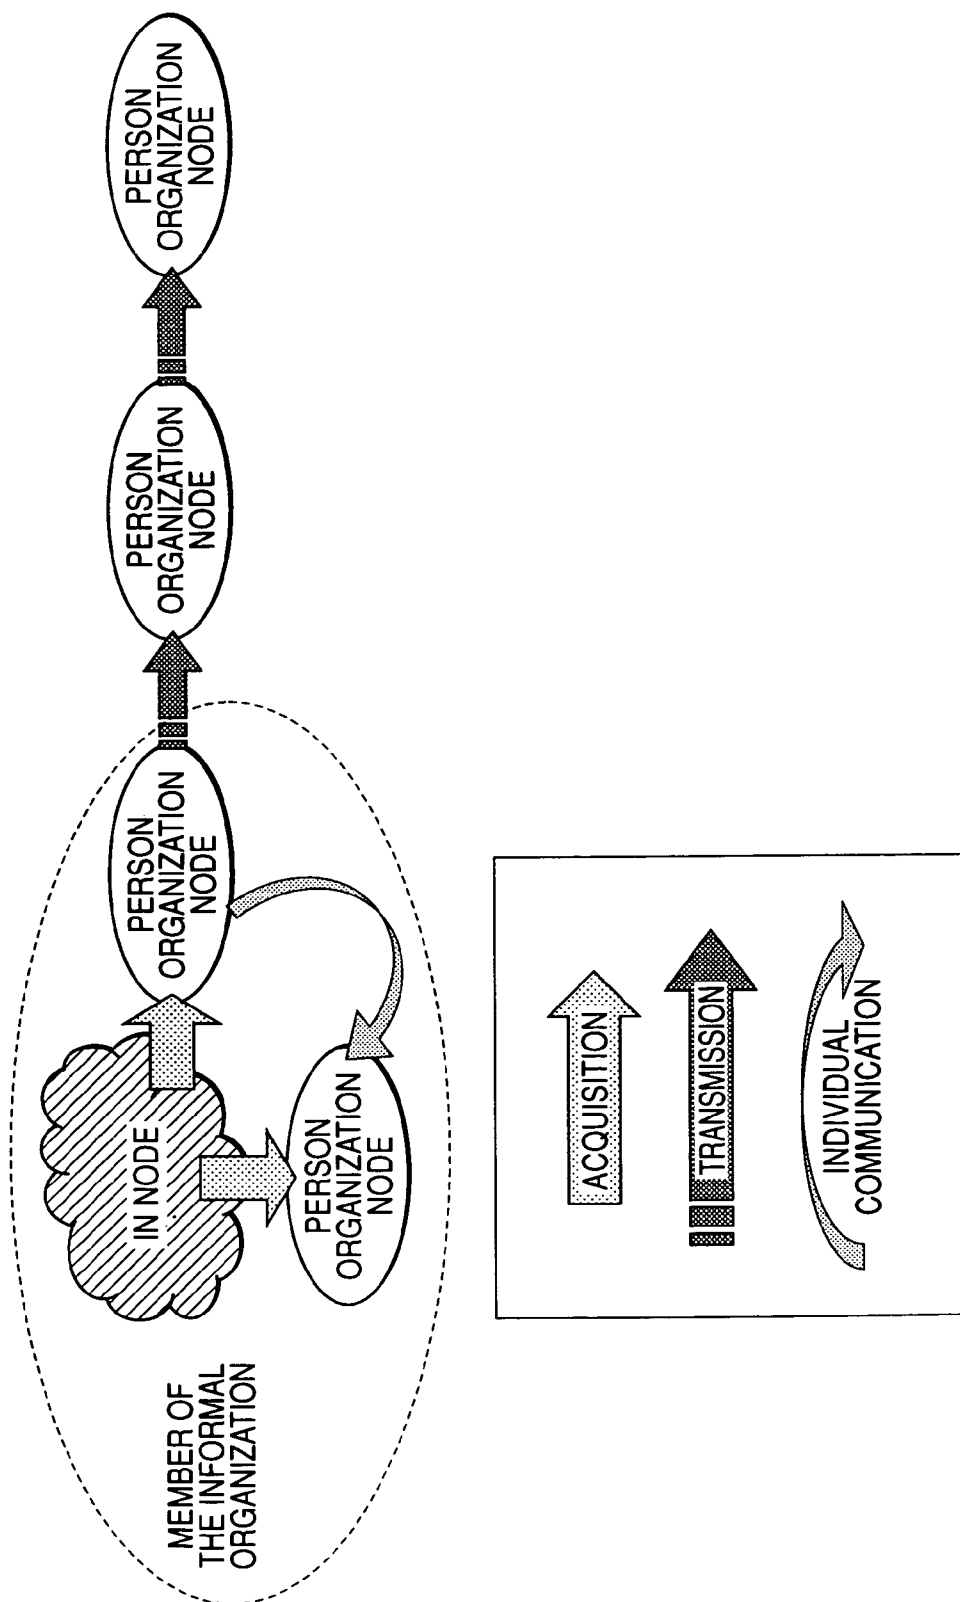 MEMBER OF
THE INFORMAL
ORGANIZATION
IN NODE
PERSON
ORGANIZATION
NODE
PERSON
ORGANIZATION
NODE
PERSON
ORGANIZATION
NODE
PERSON
ORGANIZATION
NODE
ACQUISITION
TRANSMISSION
INDIVIDUAL
COMMUNICATION